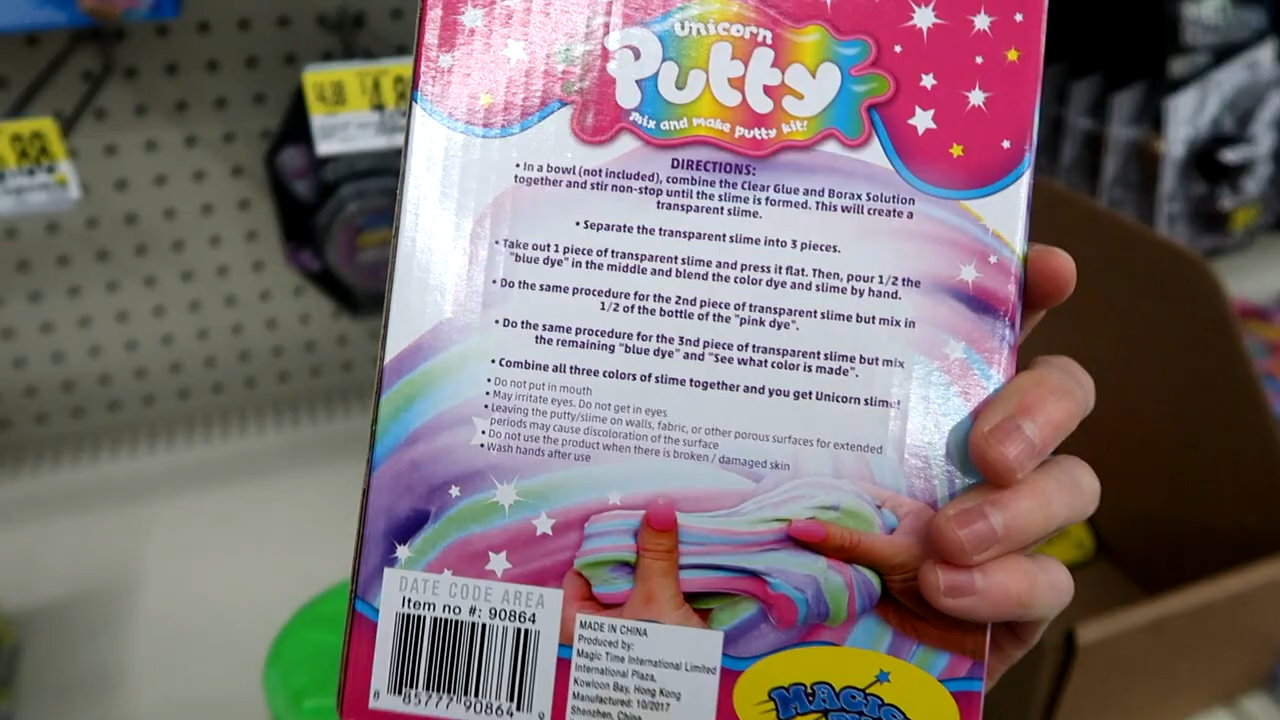 unicorn
Putty
mix and make putty kit!
DIRECTIONS:
• In a bowl (not included), combine the Clear Glue and Borax Solution
together and stir non-stop until the slime is formed. This will create a
transparent slime.
• Separate the transparent slime into 3 pieces.
• Take out 1 piece of transparent slime and press it flat. Then, pour 1/2 the
"blue dye" in the middle and blend the color dye and slime by hand.
• Do the same procedure for the 2nd piece of transparent slime but mix in
1/2 of the bottle of the "pink dye".
• Do the same procedure for the 3nd piece of transparent slime but mix
the remaining "blue dye" and "See what color is made".
• Combine all three colors of slime together and you get Unicorn slime!
• Do not put in mouth
• May irritate eyes. Do not get in eyes
• Leaving the putty/slime on walls, fabric, or other porous surfaces for extended
periods may cause discoloration of the surface
• Do not use the product when there is broken / damaged skin
• Wash hands after use
DATE CODE AREA
Item no #: 90864
85777 90864
MADE IN CHINA
Produced by:
Magic Time International Limited
International Plaza,
Kowloon Bay, Hong Kong
Manufactured: 10/2017
Shenzhen, China
MAGIC
.88